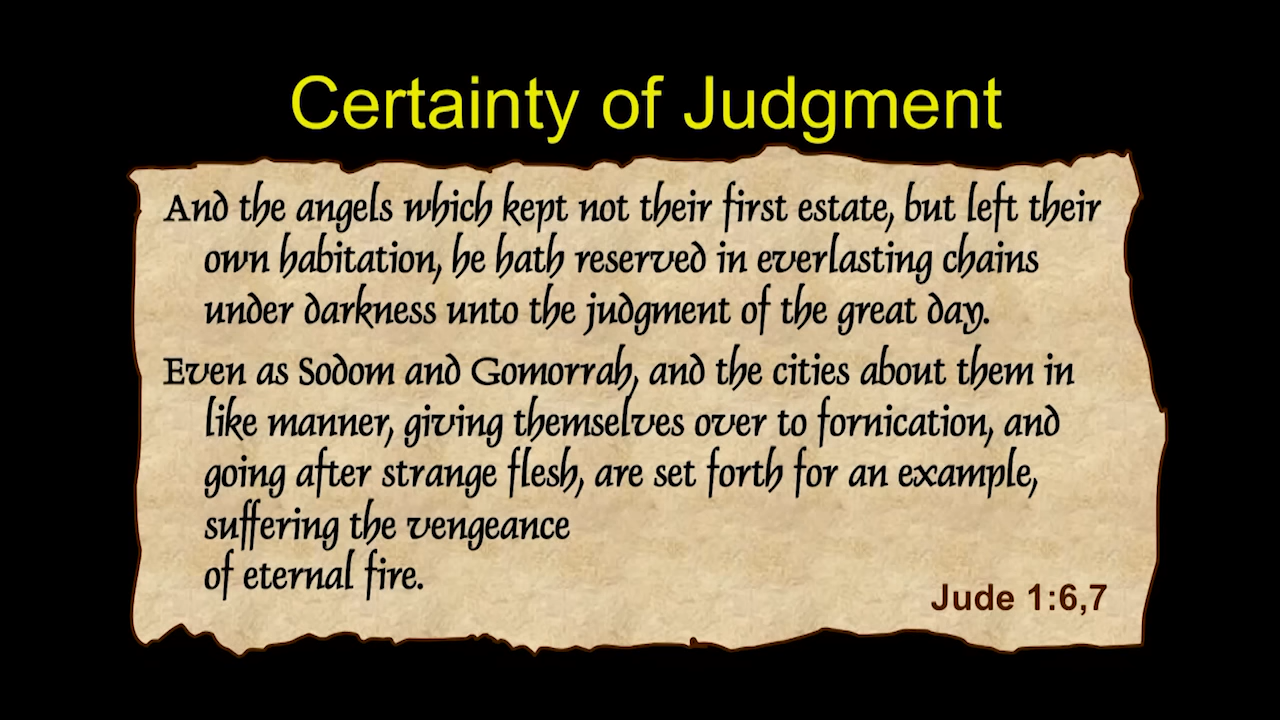 Certainty of Judgment
And the angels which kept not their first estate, but left their
own habitation, he hath reserved in everlasting chains
under darkness unto the judgment of the great day.
Even as Sodom and Gomorrah, and the cities about them in
like manner, giving themselves over to fornication, and
going after strange flesh, are set forth for an example,
suffering the vengeance
of eternal fire.
Jude 1:6,7